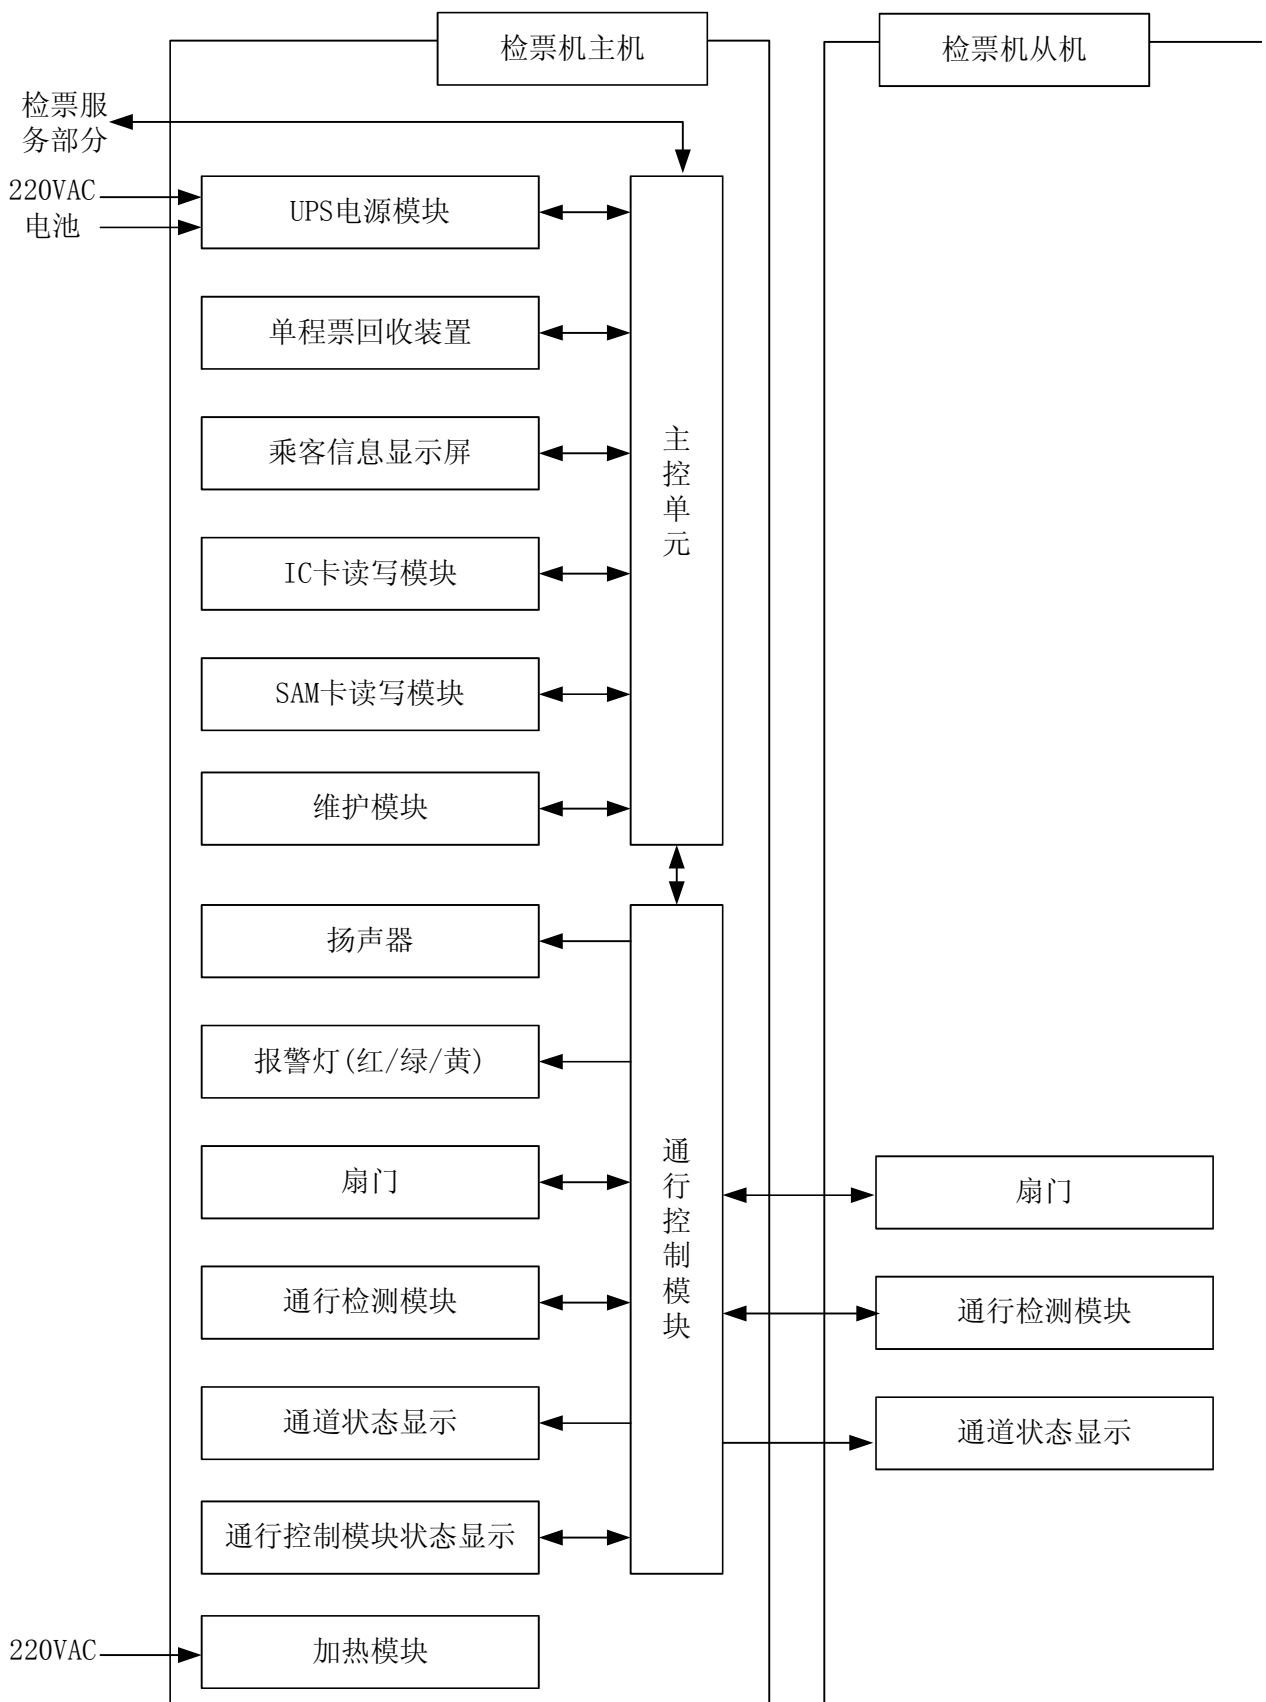 检票机主机
检票机从机
检票服
务部分
220VAC
电池
UPS电源模块
单程票回收装置
乘客信息显示屏
IC卡读写模块
SAM卡读写模块
维护模块
主控单元
扬声器
报警灯(红/绿/黄)
扇门
通行检测模块
通道状态显示
通行控制模块状态显示
通行控制模块
扇门
通行检测模块
通道状态显示
220VAC
加热模块